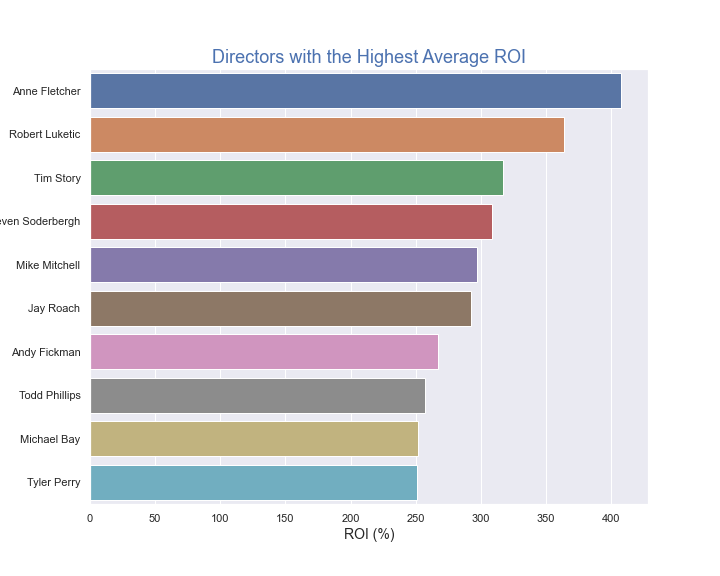 Directors with the Highest Average ROI
Anne Fletcher
Robert Luketic
Tim Story
even Soderbergh
Mike Mitchell
Jay Roach
Andy Fickman
Todd Phillips
Michael Bay
Tyler Perry
0 50 100 150 200 250 300 350 400
ROI (%)